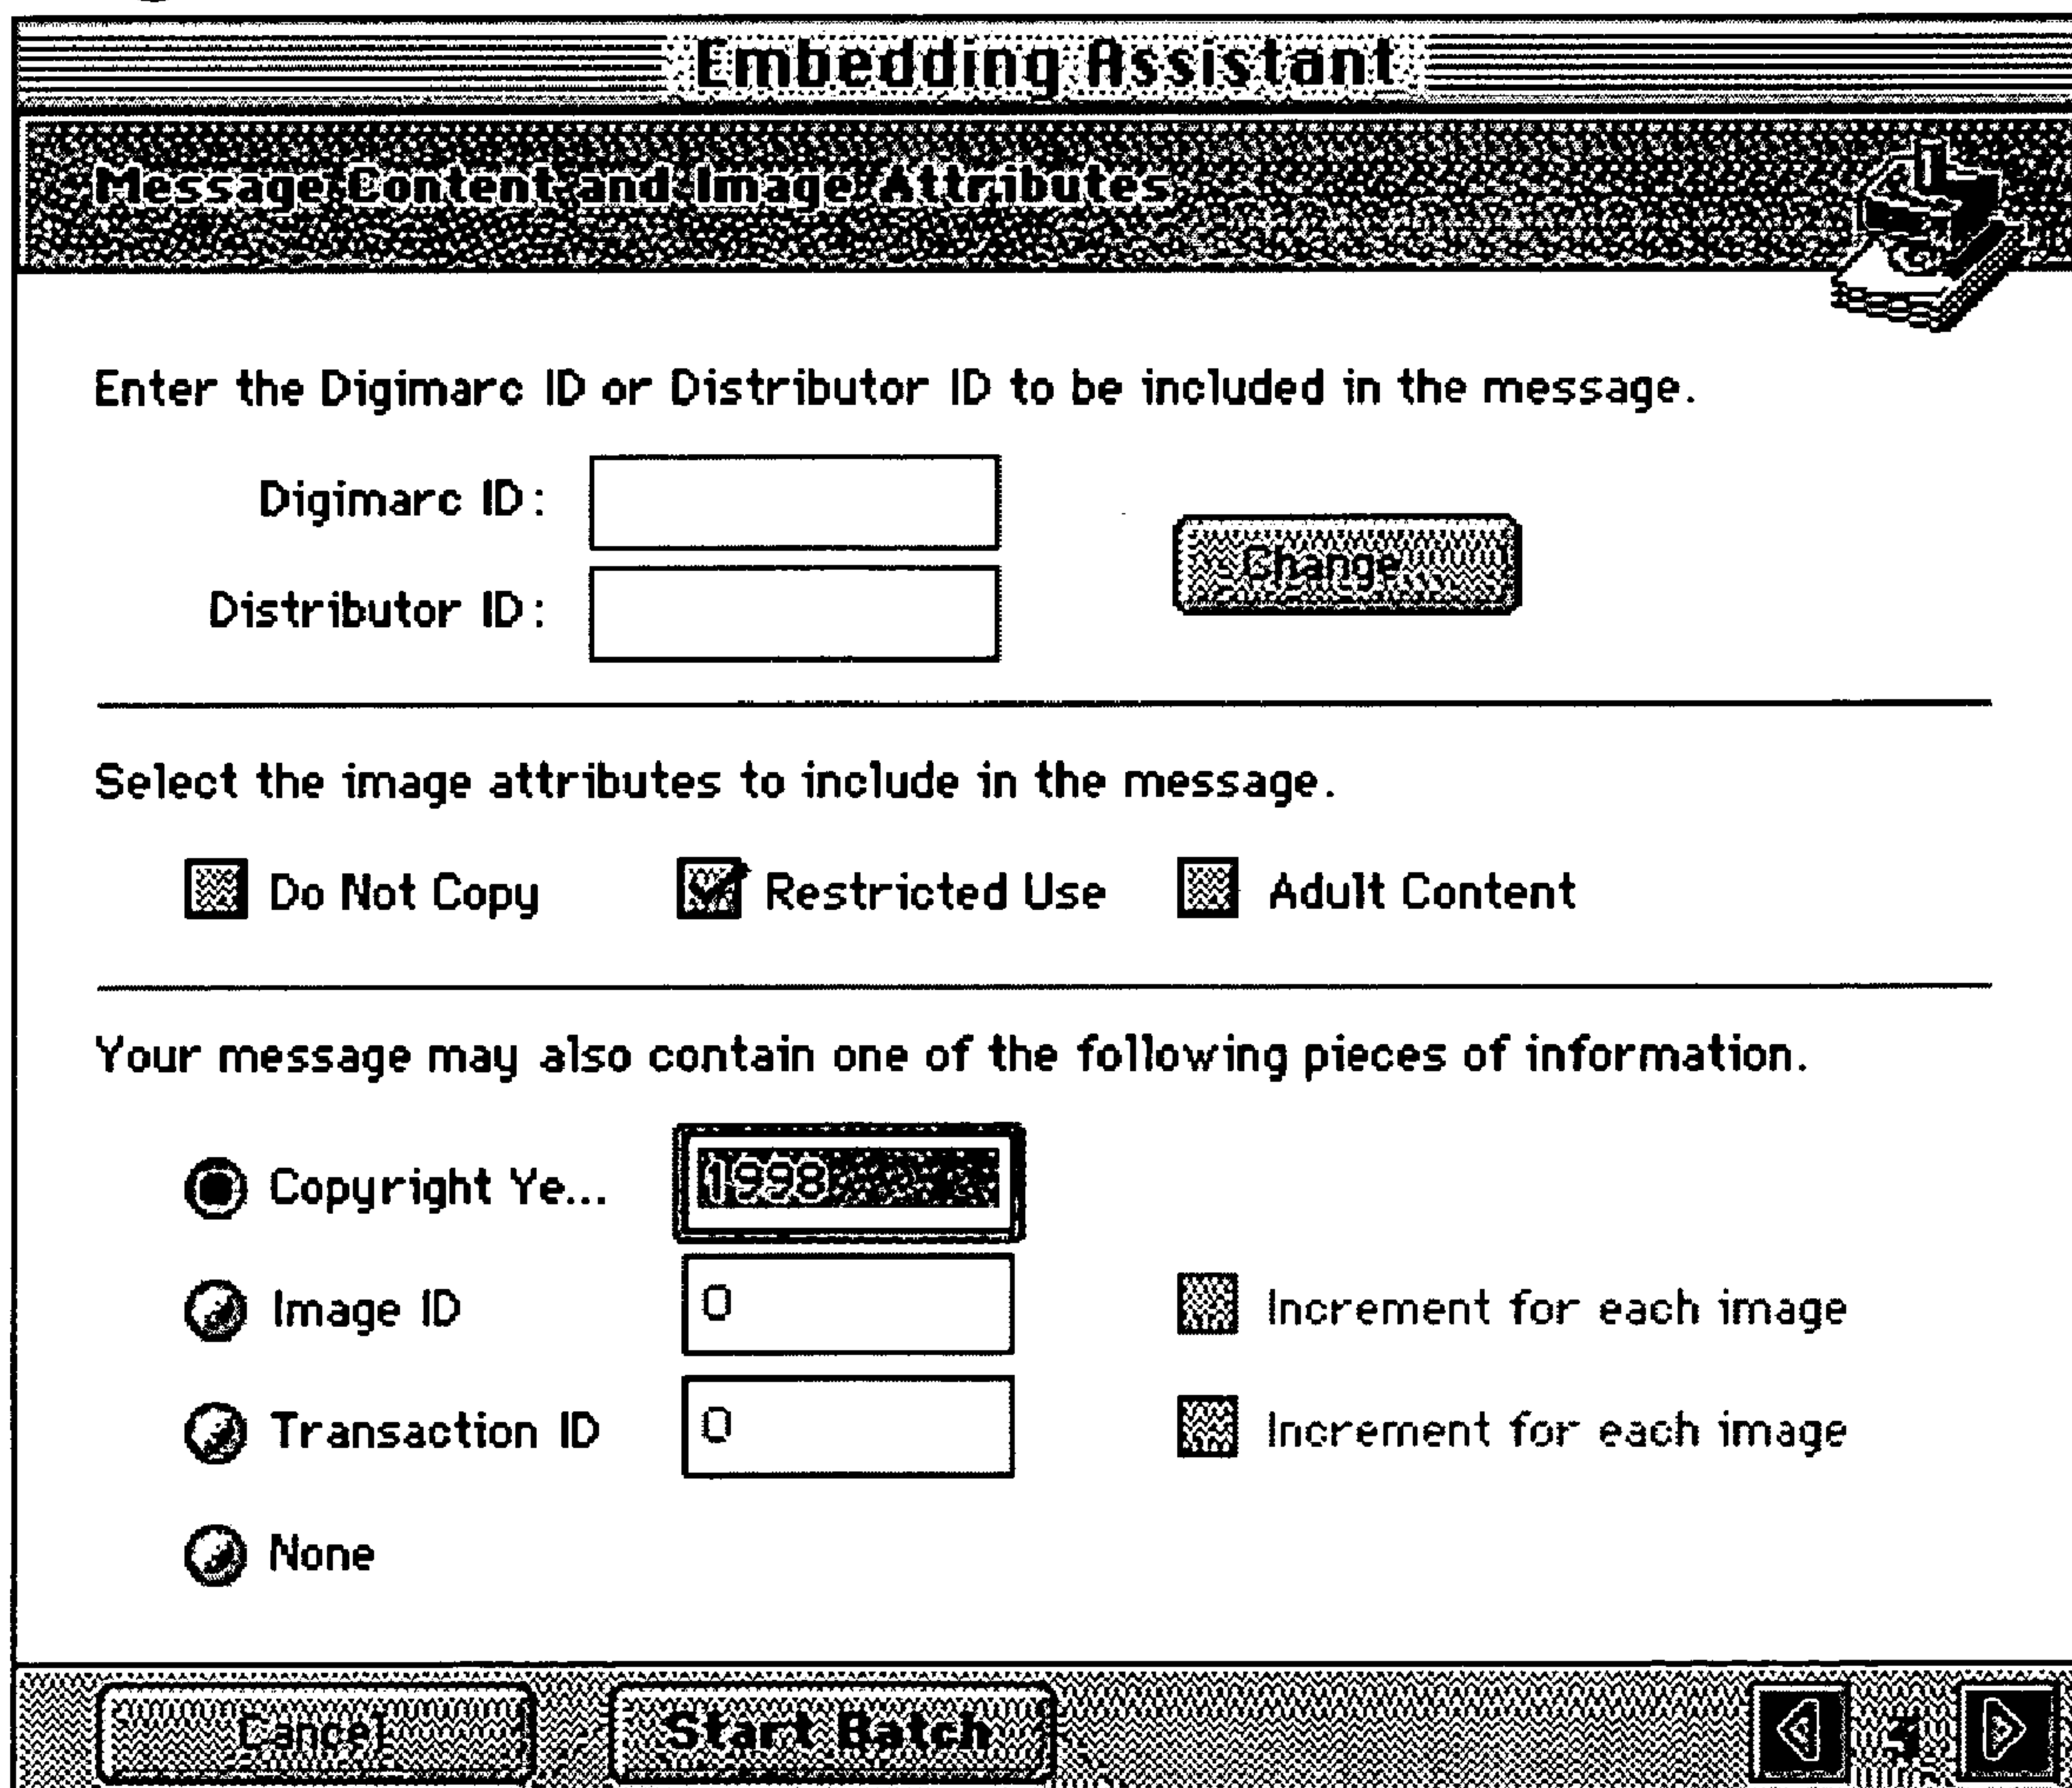 Embedding Assistant
Message Content and Image Attributes
Enter the Digimarc ID or Distributor ID to be included in the message.
Digimarc ID:
Change
Distributor ID:
Select the image attributes to include in the message.
Do Not Copy Restricted Use Adult Content
Your message may also contain one of the following pieces of information.
Copyright Ye... 1998
Image ID 0 Increment for each image
Transaction ID 0 Increment for each image
None
Cancel Start Batch